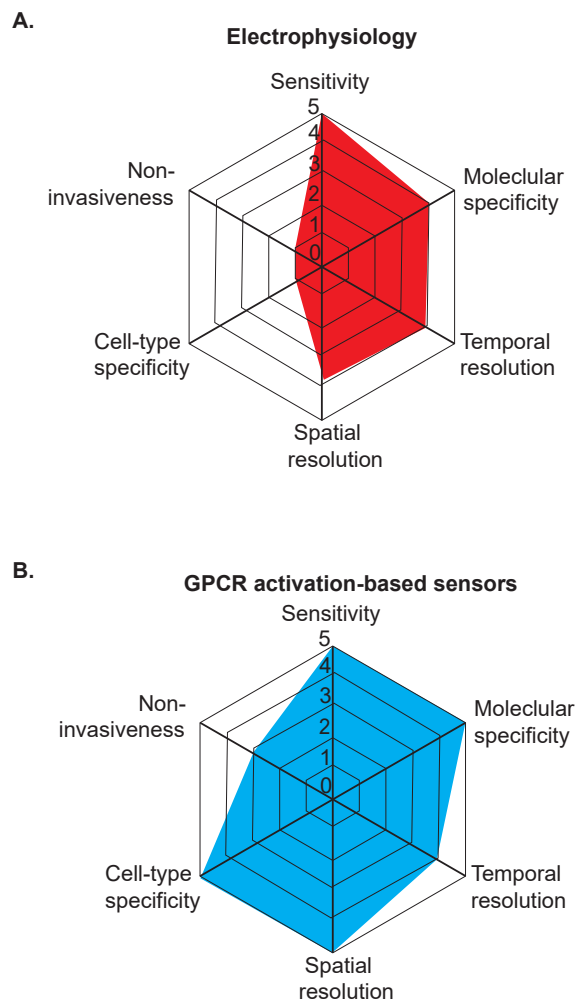 A.
Electrophysiology
Sensitivity
5
4
3
2
1
0
Non-
invasiveness
Molecular
specificity
Cell-type
specificity
Temporal
resolution
Spatial
resolution
B.
GPCR activation-based sensors
Sensitivity
5
4
3
2
1
0
Non-
invasiveness
Molecular
specificity
Cell-type
specificity
Temporal
resolution
Spatial
resolution